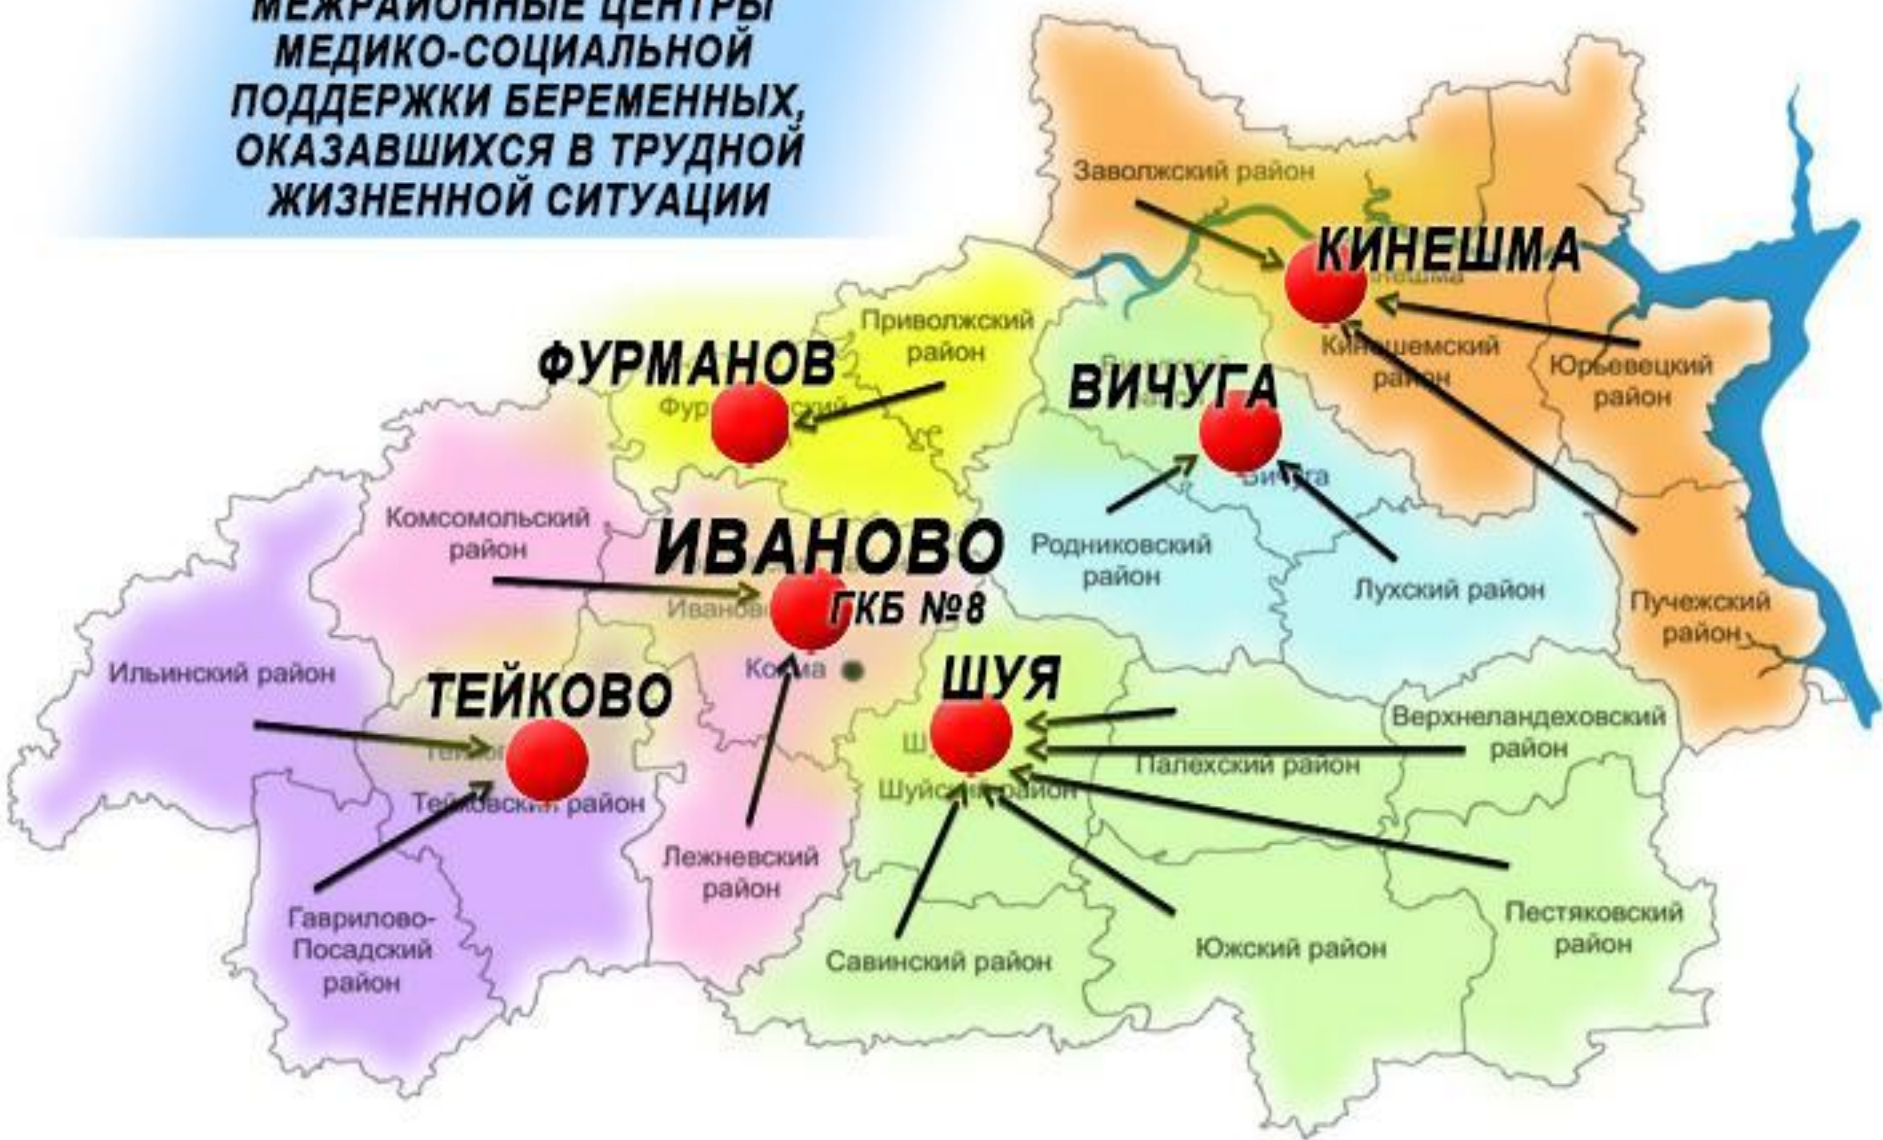 МЕЖРАЙОННЫЕ ЦЕНТРЫ
МЕДИКО-СОЦИАЛЬНОЙ
ПОДДЕРЖКИ БЕРЕМЕННЫХ,
ОКАЗАВШИХСЯ В ТРУДНОЙ
ЖИЗНЕННОЙ СИТУАЦИИ
Заволжский район
КИНЕШМА
Приволжский
район
ФУРМАНОВ
Кинешемский
район
Юрьевецкий
район
ВИЧУГА
Вичуга
Комсомольский
район
ИВАНОВО
ГКБ №8
Родниковский
район
Лухский район
Пучежский
район
Кохма
Ильинский район
ТЕЙКОВО
Тейковский район
ШУЯ
Шуйский район
Палехский район
Верхнеландеховский
район
Лежневский
район
Гаврилово-
Посадский
район
Савинский район
Южский район
Пестяковский
район